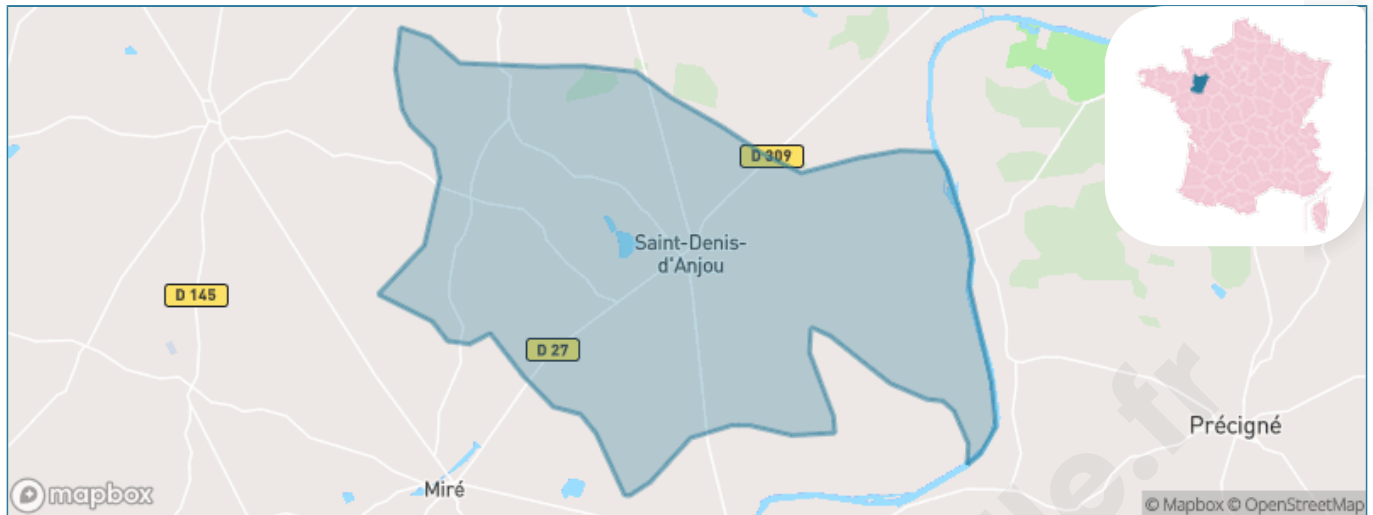 D 309
Saint-Denis-
d'Anjou
D 145
D 27
Précigné
Miré
mapbox
© Mapbox © OpenStreetMap